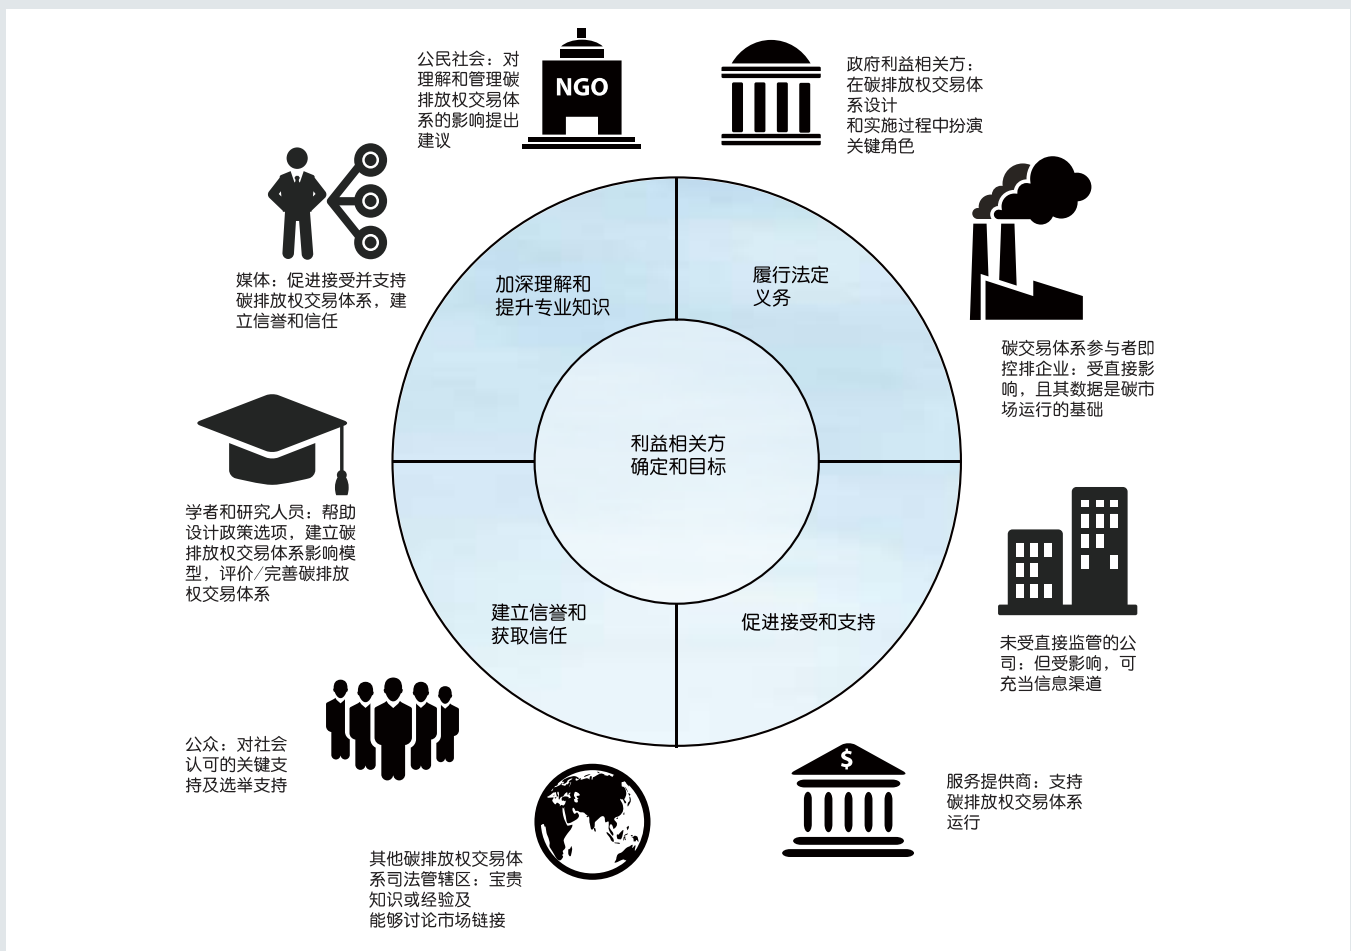 公民社会：对
理解和管理碳
排放权交易体
系的影响提出
建议
NGO
政府利益相关方：
在碳排放权交易体
系设计
和实施过程中扮演
关键角色
媒体：促进接受并支持
碳排放权交易体系，建
立信誉和信任
加深理解和
提升专业知识
履行法定
义务
碳交易体系参与者即
控排企业：受直接影
响，且其数据是碳市
场运行的基础
利益相关方
确定和目标
学者和研究人员：帮助
设计政策选项，建立碳
排放权交易体系影响模
型，评价/完善碳排放
权交易体系
建立信誉和
获取信任
促进接受和支持
未受直接监管的公
司：但受影响，可
充当信息渠道
公众：对社会
认可的关键支
持及选举支持
$
服务提供商：支持
碳排放权交易体系
运行
其他碳排放权交易体
系司法管辖区：宝贵
知识或经验及
能够讨论市场链接